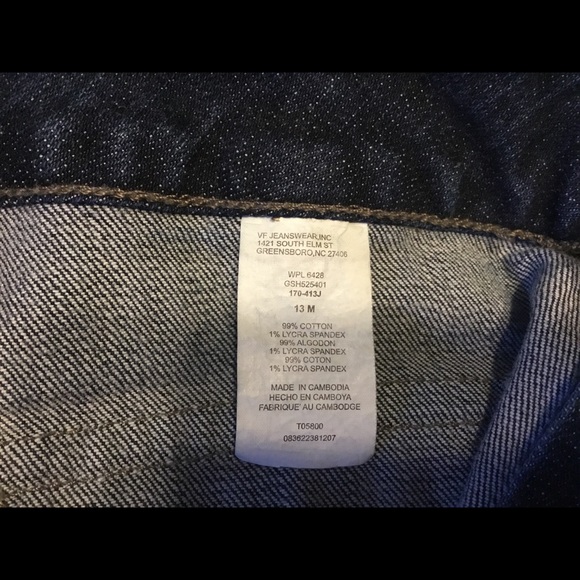 VF JEANSWEAR,INC
1421 SOUTH ELM ST
GREENSBORO,NC 27406
WPL 6428
GSH525401
170-413J
13 M
99% COTTON
1% LYCRA SPANDEX
99% ALGODON
1% LYCRA SPANDEX
99% COTON
1% LYCRA SPANDEX
MADE IN CAMBODIA
HECHO EN CAMBOYA
FABRIQUE' AU CAMBODGE
T05800
083622381207